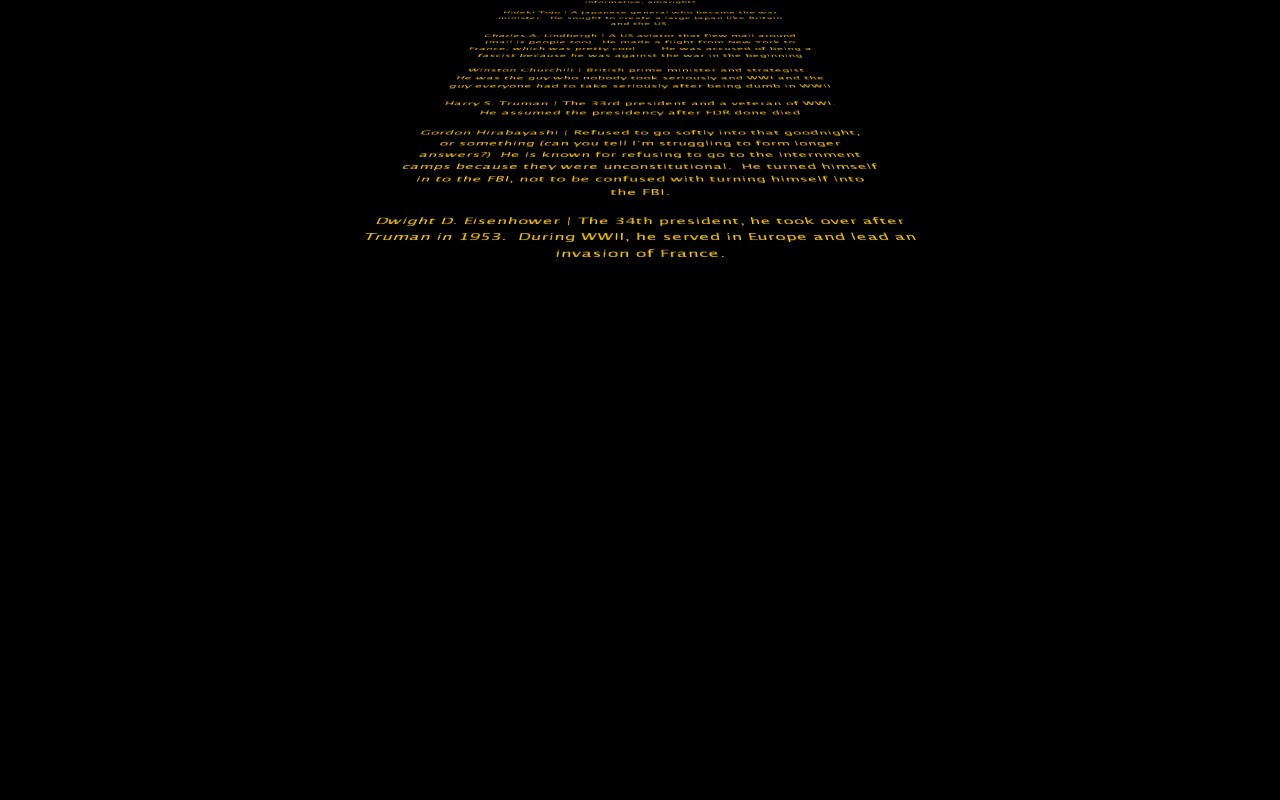 informative, amaright?
Hideki Tojo | A Japanese general who became the war
minister. He sought to create a large Japan like Britain
and the US.
Charles A. Lindbergh | A US aviator that flew mail around
(mail is people too) He made a flight from New York to
France, which was pretty cool He was accused of being a
fascist because he was against the war in the beginning
Winston Churchill | British prime minister and strategist.
He was the guy who nobody took seriously and WWI and the
guy everyone had to take seriously after being dumb in WWII
Harry S. Truman | The 33rd president and a veteran of WWI.
He assumed the presidency after FDR done died
Gordon Hirabayashi | Refused to go softly into that goodnight,
or something (can you tell I'm struggling to form longer
answers?) He is known for refusing to go to the internment
camps because they were unconstitutional. He turned himself
in to the FBI, not to be confused with turning himself into
the FBI.
Dwight D. Eisenhower | The 34th president, he took over after
Truman in 1953. During WWII, he served in Europe and lead an
invasion of France.